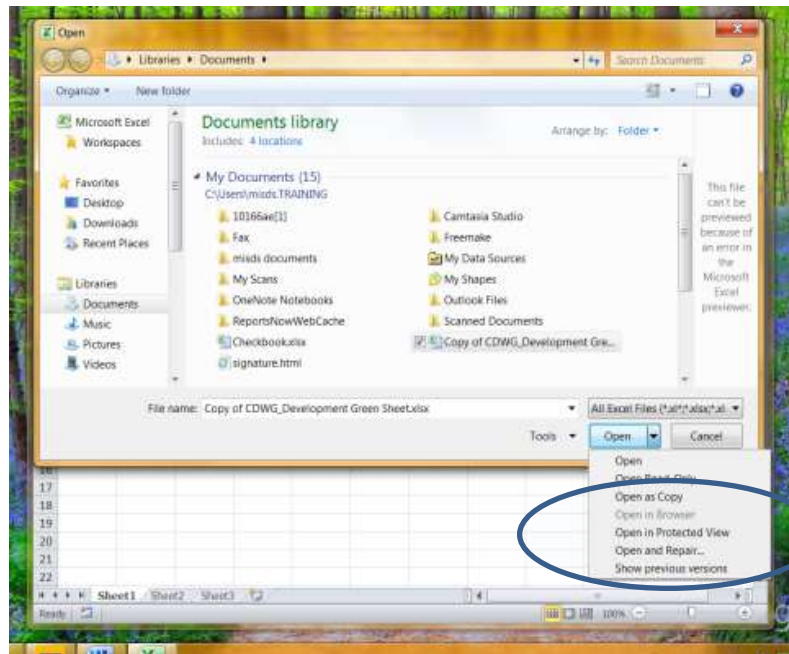 Open
Libraries ▸ Documents ▸
Search Documents
Organize ▾ New folder
Microsoft Excel
Workspaces
Favorites
Desktop
Downloads
Recent Places
Libraries
Documents
Music
Pictures
Videos
Documents library
Includes: 4 locations
Arrange by: Folder ▾
My Documents (15)
C:\Users\misds.TRAINING
10166ae[1]
Fax
misds documents
My Scans
OneNote Notebooks
ReportsNowWebCache
Checkbook.xlsx
signature.html
Camtasia Studio
Freemake
My Data Sources
My Shapes
Outlook Files
Scanned Documents
Copy of CDWG_Development Gre...
This file
can't be
previewed
because of
an error in
the
Microsoft
Excel
previewer.
File name: Copy of CDWG_Development Green Sheet.xlsx
All Excel Files (*.xl*;*.xlsx;*.xl
Tools ▾ Open Cancel
Open
Open Read-Only
Open as Copy
Open in Browser
Open in Protected View
Open and Repair...
Show previous versions
16
17
18
19
20
21
22
Sheet1 Sheet2 Sheet3
Ready
100%